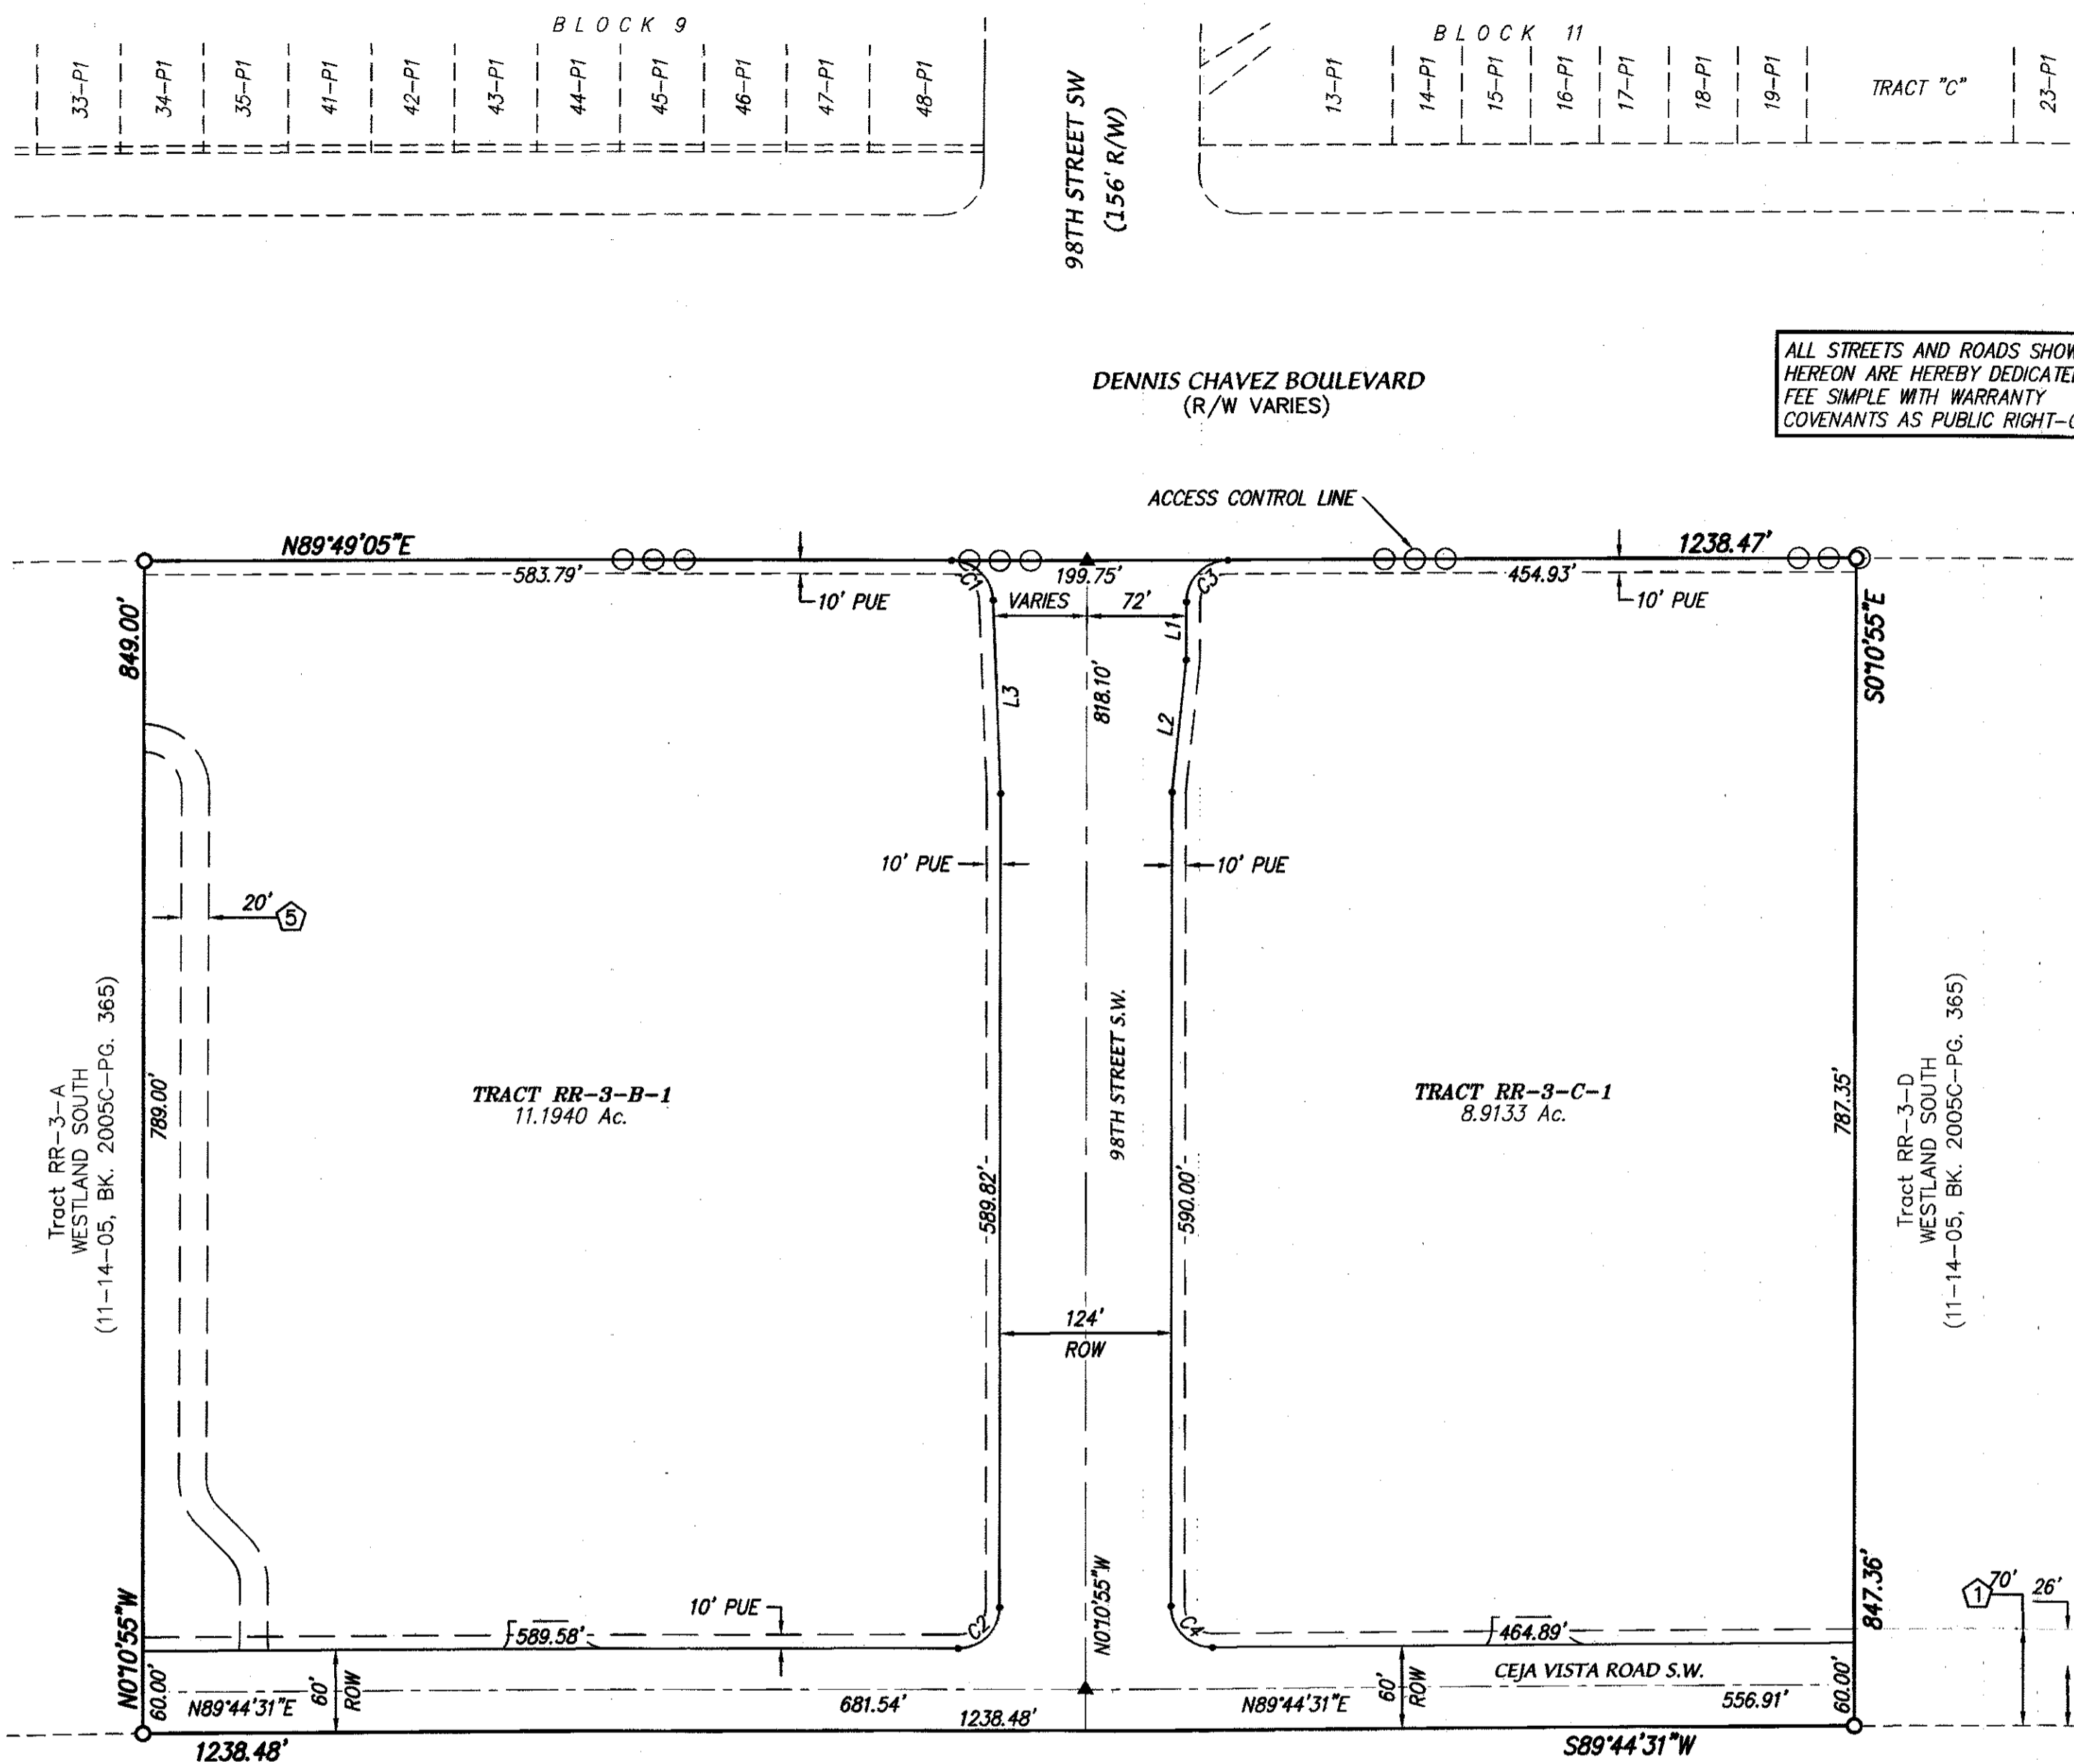 BLOCK 9
BLOCK 11
33-P1
34-P1
35-P1
41-P1
42-P1
43-P1
44-P1
45-P1
46-P1
47-P1
48-P1
98TH STREET SW
(156' R/W)
13-P1
14-P1
15-P1
16-P1
17-P1
18-P1
19-P1
TRACT "C"
23-P1
DENNIS CHAVEZ BOULEVARD
(R/W VARIES)
ALL STREETS AND ROADS SHOW
HEREON ARE HEREBY DEDICATE
FEE SIMPLE WITH WARRANTY
COVENANTS AS PUBLIC RIGHT-
ACCESS CONTROL LINE
N89°49'05"E
1238.47'
583.79'
199.75'
454.93'
10' PUE
C1
VARIES
72'
C3
10' PUE
849.00'
L1
S0°10'55"E
L3
818.10'
L2
10' PUE
10' PUE
20'
5
Tract RR-3-A
WESTLAND SOUTH
(11-14-05, BK. 2005C-PG. 365)
789.00'
TRACT RR-3-B-1
11.1940 Ac.
98TH STREET S.W.
TRACT RR-3-C-1
8.9133 Ac.
787.35'
Tract RR-3-D
WESTLAND SOUTH
(11-14-05, BK. 2005C-PG. 365)
589.82'
590.00'
124'
ROW
N0°10'55"W
10' PUE
589.58'
C2
N0°10'55"W
C4
464.89'
847.36'
1
70'
26'
CEJA VISTA ROAD S.W.
60.00'
N89°44'31"E
60'
ROW
681.54'
1238.48'
N89°44'31"E
60'
ROW
556.91'
60.00'
1238.48'
S89°44'31"W